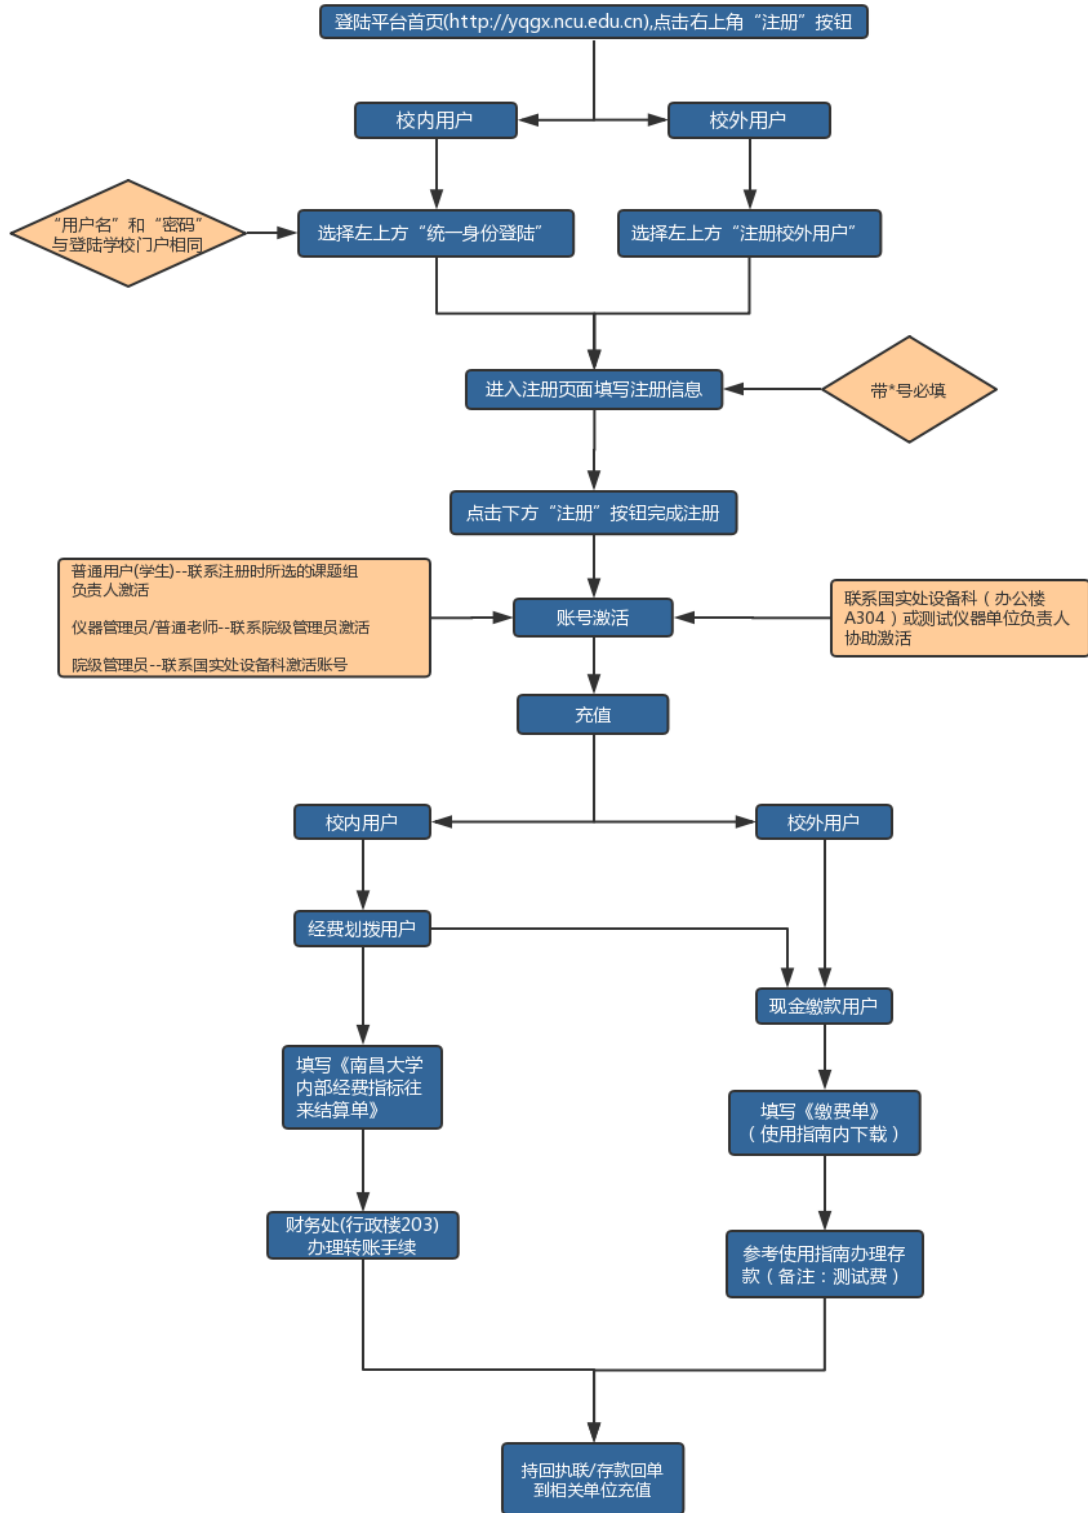 登陆平台首页(http://yqgx.ncu.edu.cn),点击右上角“注册”按钮
校内用户
校外用户
“用户名”和“密码”
与登陆学校门户相同
选择左上方“统一身份登陆”
选择左上方“注册校外用户”
进入注册页面填写注册信息
带*号必填
点击下方“注册”按钮完成注册
普通用户(学生)--联系注册时所选的课题组
负责人激活
仪器管理员/普通老师--联系院级管理员激活
院级管理员--联系国实处设备科激活账号
账号激活
联系国实处设备科（办公楼
A304）或测试仪器单位负责人
协助激活
充值
校内用户
校外用户
经费划拨用户
现金缴款用户
填写《南昌大学
内部经费指标往
来结算单》
填写《缴费单》
（使用指南内下载）
财务处(行政楼203)
办理转账手续
参考使用指南办理存
款（备注：测试费）
持回执联/存款回单
到相关单位充值